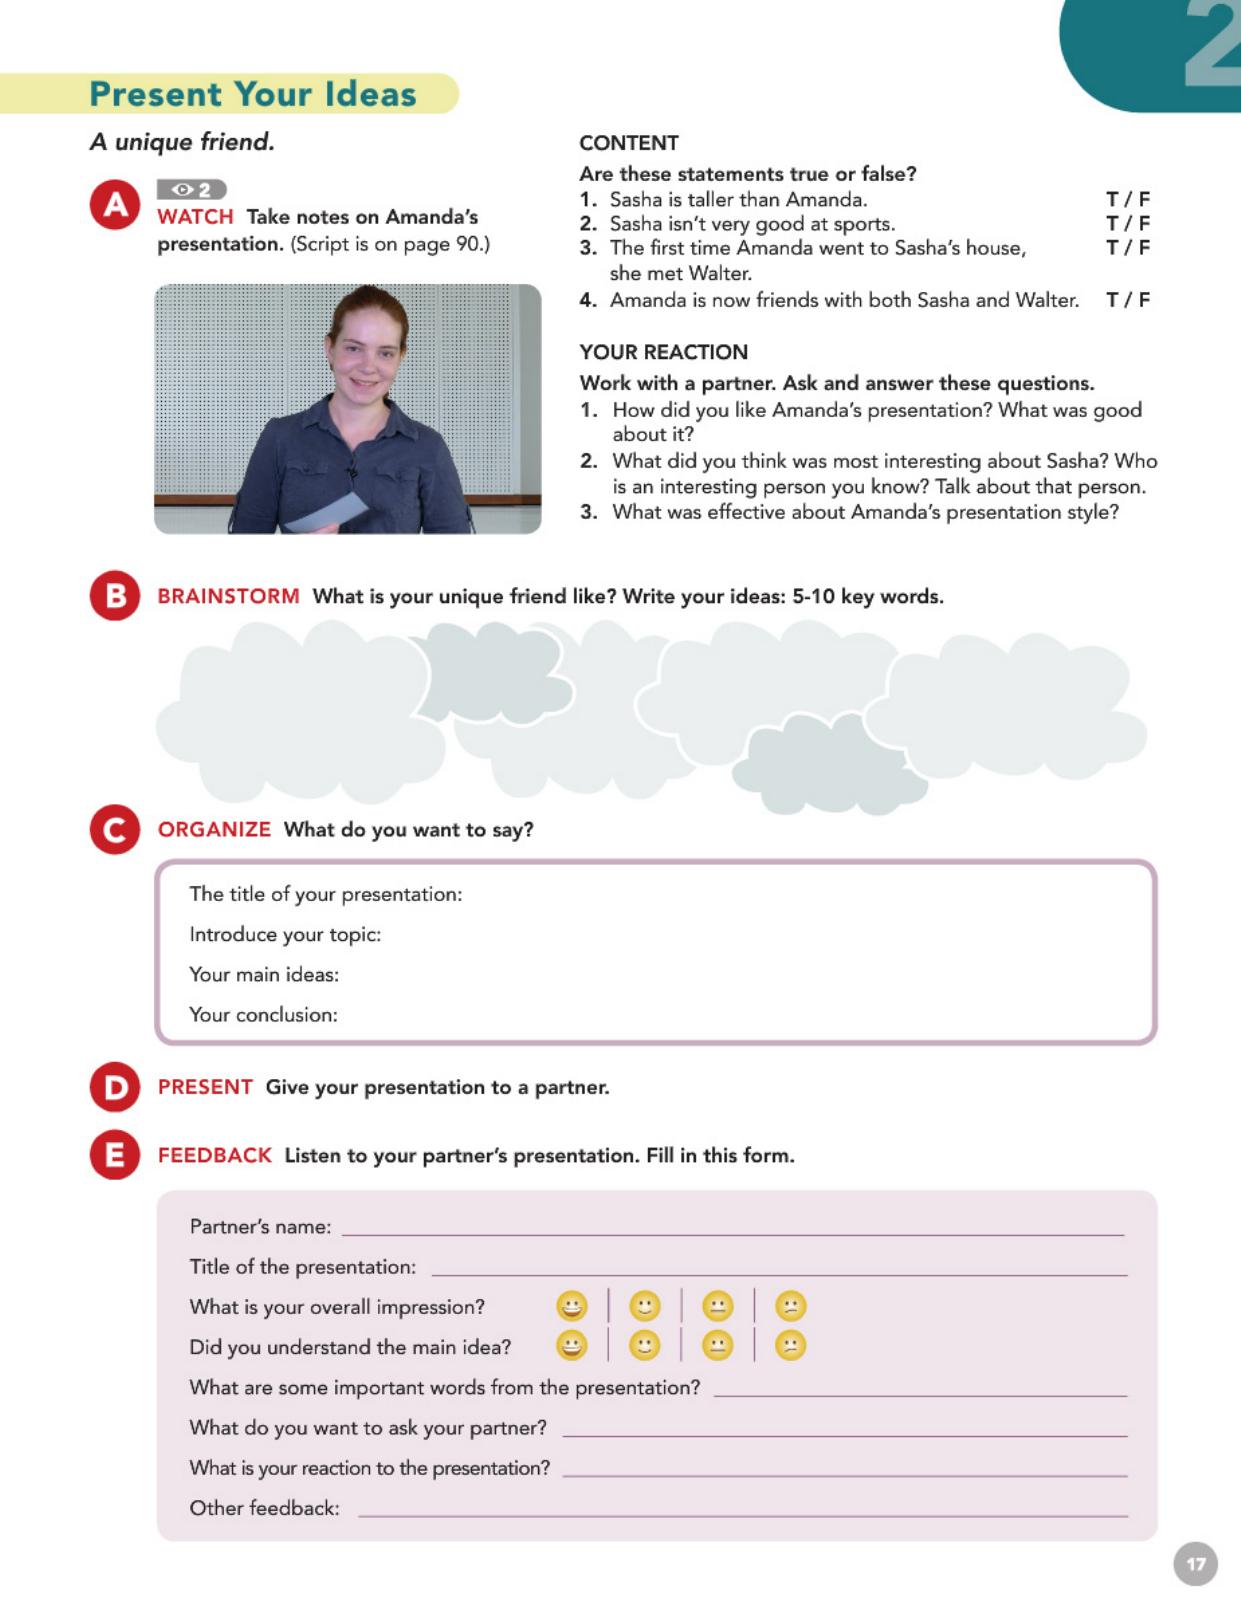 2
Present Your Ideas
A unique friend.
A
2
WATCH Take notes on Amanda's
presentation. (Script is on page 90.)
CONTENT
Are these statements true or false?
1. Sasha is taller than Amanda. T / F
2. Sasha isn't very good at sports. T / F
3. The first time Amanda went to Sasha's house, T / F
she met Walter.
4. Amanda is now friends with both Sasha and Walter. T / F
YOUR REACTION
Work with a partner. Ask and answer these questions.
1. How did you like Amanda's presentation? What was good
about it?
2. What did you think was most interesting about Sasha? Who
is an interesting person you know? Talk about that person.
3. What was effective about Amanda's presentation style?
B
BRAINSTORM What is your unique friend like? Write your ideas: 5-10 key words.
C
ORGANIZE What do you want to say?
The title of your presentation:
Introduce your topic:
Your main ideas:
Your conclusion:
D
PRESENT Give your presentation to a partner.
E
FEEDBACK Listen to your partner's presentation. Fill in this form.
Partner's name:
Title of the presentation:
What is your overall impression?
Did you understand the main idea?
What are some important words from the presentation?
What do you want to ask your partner?
What is your reaction to the presentation?
Other feedback:
17